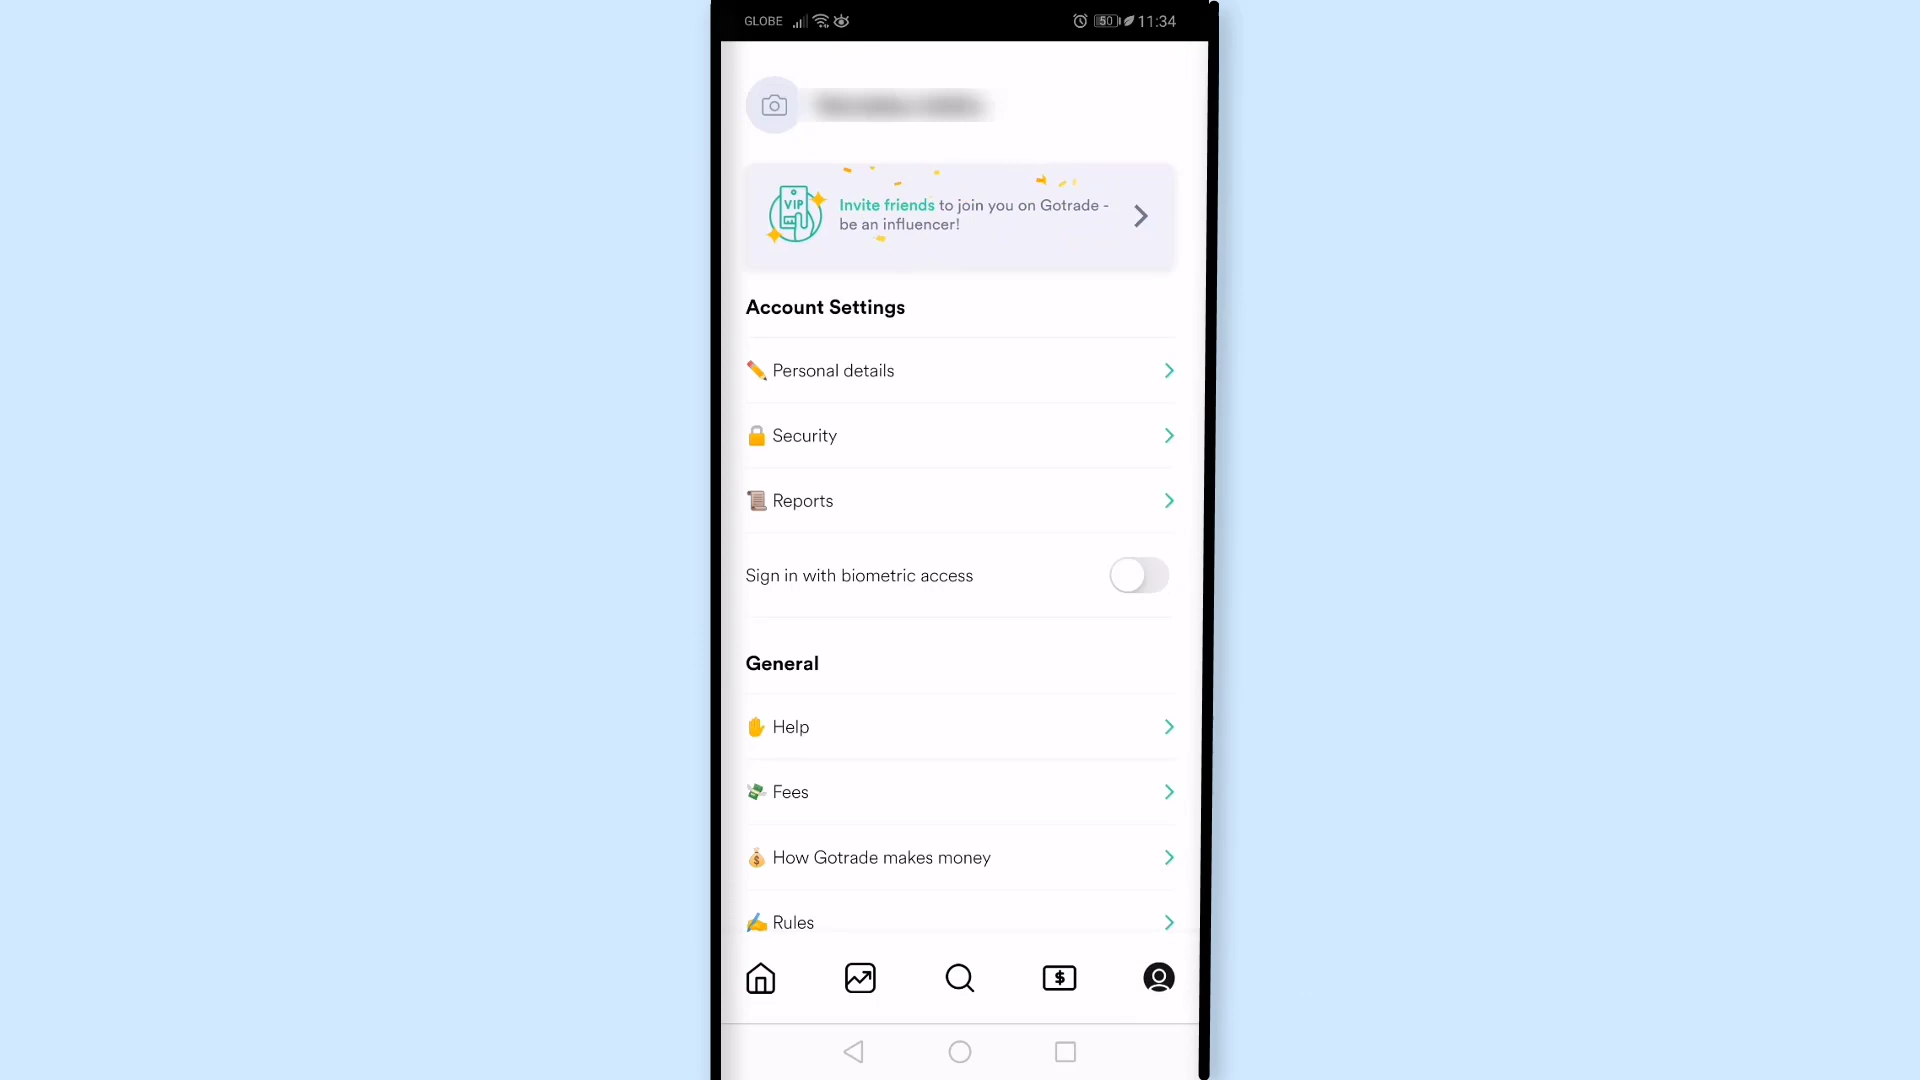 GLOBE 50 11:34
VIP
Invite friends to join you on Gotrade -
be an influencer!
Account Settings
Personal details
Security
Reports
Sign in with biometric access
General
Help
Fees
How Gotrade makes money
Rules